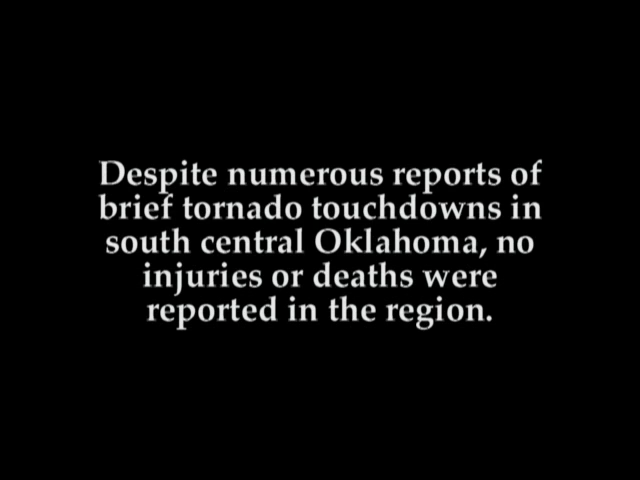 Despite numerous reports of
brief tornado touchdowns in
south central Oklahoma, no
injuries or deaths were
reported in the region.